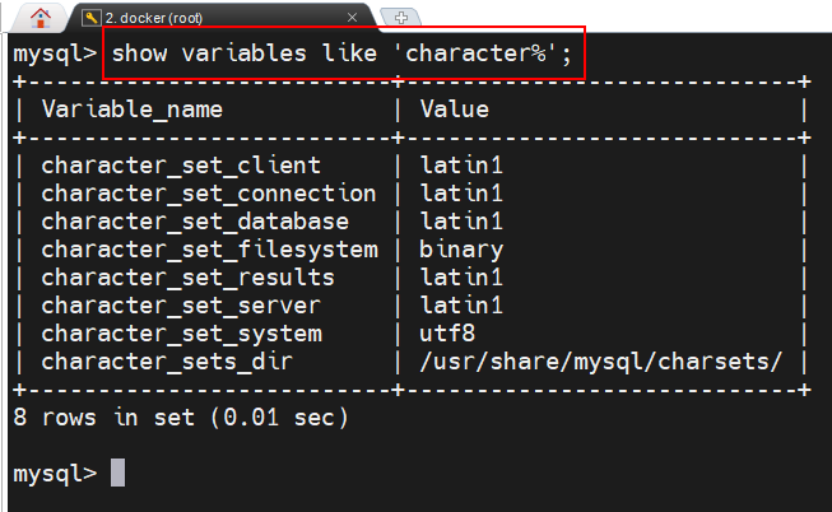 2. docker (root)
mysql> show variables like 'character%';
+--------------------------+----------------------------+
| Variable_name            | Value                      |
+--------------------------+----------------------------+
| character_set_client     | latin1                     |
| character_set_connection | latin1                     |
| character_set_database   | latin1                     |
| character_set_filesystem | binary                     |
| character_set_results    | latin1                     |
| character_set_server     | latin1                     |
| character_set_system     | utf8                       |
| character_sets_dir       | /usr/share/mysql/charsets/ |
+--------------------------+----------------------------+
8 rows in set (0.01 sec)
mysql>